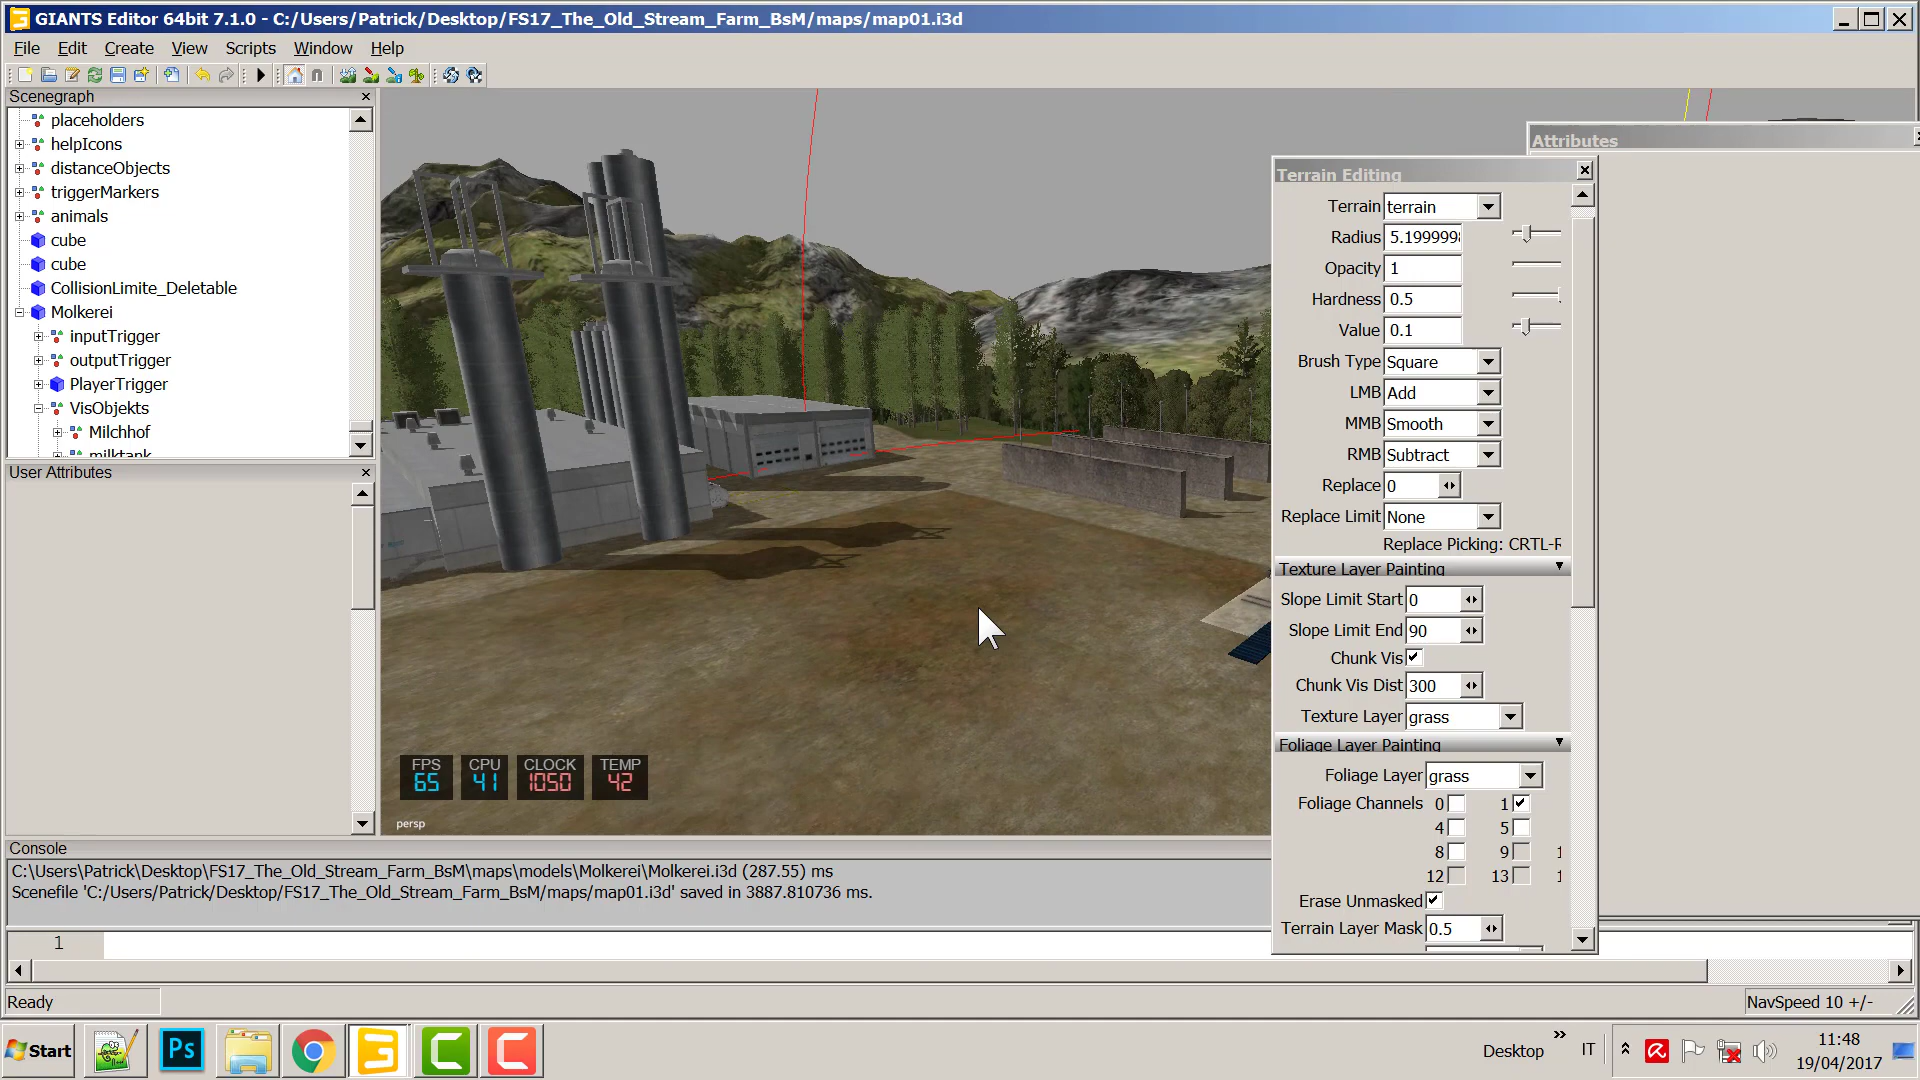 GIANTS Editor 64bit 7.1.0 - C:/Users/Patrick/Desktop/FS17_The_Old_Stream_Farm_BsM/maps/map01.i3d
File Edit Create View Scripts Window Help
Scenegraph
placeholders
helpIcons
distanceObjects
triggerMarkers
animals
cube
cube
CollisionLimite_Deletable
Molkerei
inputTrigger
outputTrigger
PlayerTrigger
VisObjekts
Milchhof
milktank
User Attributes
FPS CPU CLOCK TEMP
65 41 1050 42
persp
Attributes
Terrain Editing
Terrain terrain
Radius 5.1999998
Opacity 1
Hardness 0.5
Value 0.1
Brush Type Square
LMB Add
MMB Smooth
RMB Subtract
Replace 0
Replace Limit None
Replace Picking: CRTL-R
Texture Layer Painting
Slope Limit Start 0
Slope Limit End 90
Chunk Vis
Chunk Vis Dist 300
Texture Layer grass
Foliage Layer Painting
Foliage Layer grass
Foliage Channels 0 1
4 5
8 9 1
12 13 1
Erase Unmasked
Terrain Layer Mask 0.5
Console
C:\Users\Patrick\Desktop\FS17_The_Old_Stream_Farm_BsM\maps\models\Molkerei\Molkerei.i3d (287.55) ms
Scenefile 'C:/Users/Patrick/Desktop/FS17_The_Old_Stream_Farm_BsM/maps/map01.i3d' saved in 3887.810736 ms.
1
Ready
NavSpeed 10 +/-
Start
Ps
Desktop
IT
11:48
19/04/2017